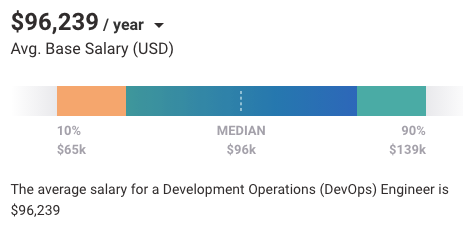 $96,239 / year
Avg. Base Salary (USD)
10% MEDIAN 90%
$65k $96k $139k
The average salary for a Development Operations (DevOps) Engineer is
$96,239